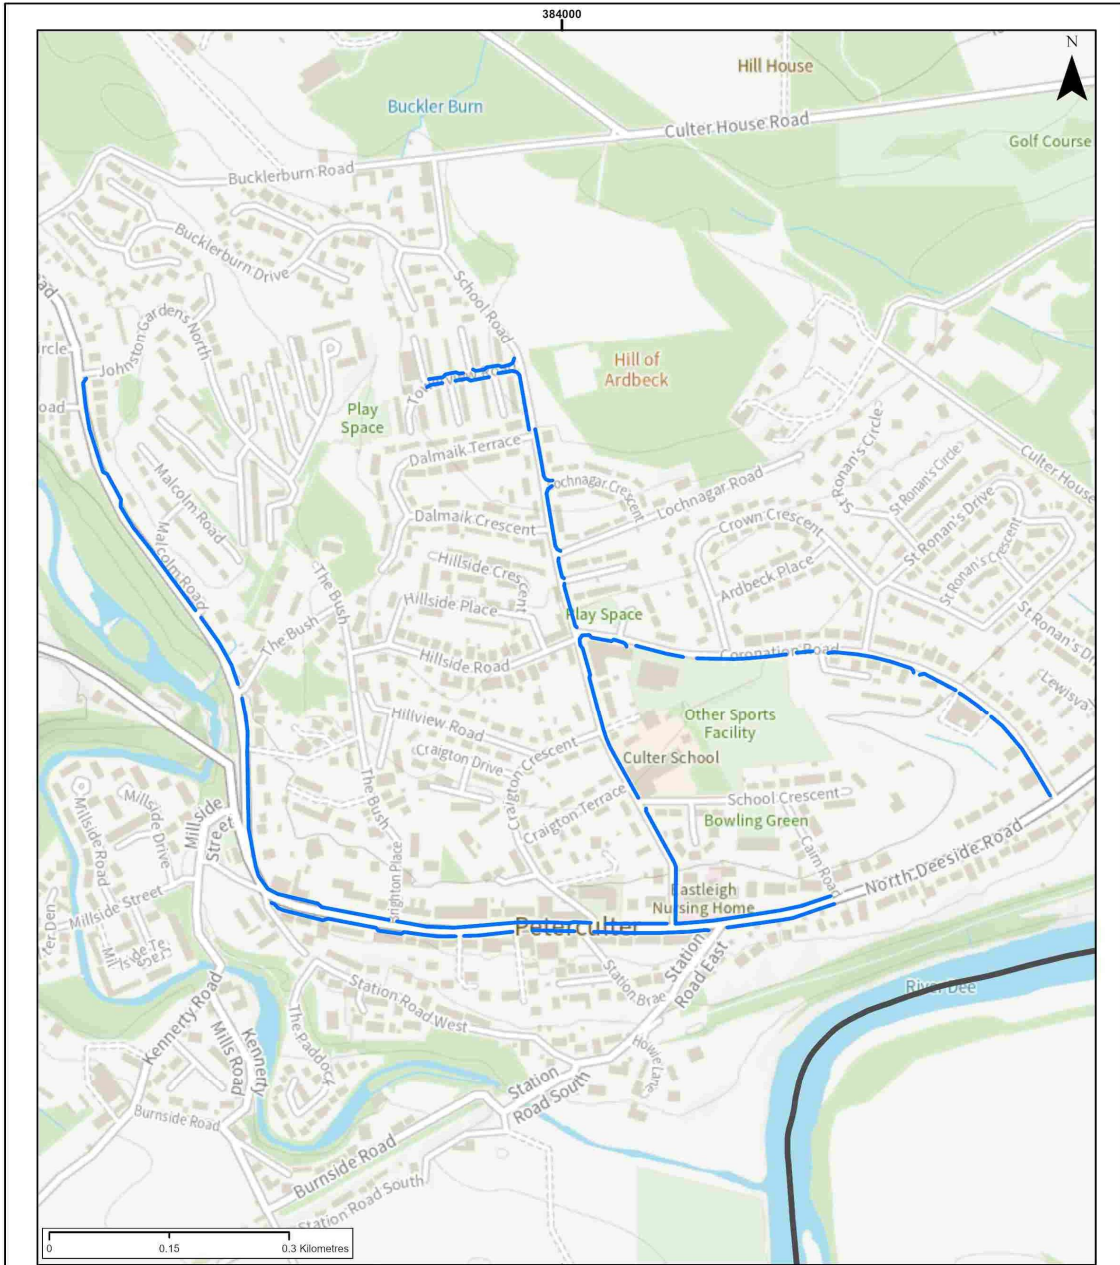 384000
N
Hill House
Buckler Burn
Culter House Road
Golf Course
Bucklerburn Road
Bucklerburn Drive
School Road
Johnston Gardens North
Hill of
Ardbeck
Play
Space
Dalmaik Terrace
Lochnagar Road
St Ronan's Circle
St Ronan's Circle
Culter House
Malcolm Road
Dalmaik Crescent
Crown Crescent
St Ronan's Drive
St Ronan's Crescent
Hillside Crescent
Ardbeck Place
Malcolm Road
The Bush
The Bush
Hillside Place
Play Space
St Ronan's
Hillside Road
Coronation Road
Hillview Road
Other Sports
Facility
Craigton Drive
Craigton Crescent
Culter School
The Bush
Craigton Terrace
School Crescent
Bowling Green
Millside Road
Millside Drive
Millside
Street
Cairn Road
North Deeside Road
Millside Street
Eastleigh
Nursing Home
Peterculter
Station
Road East
Station Brae
Station Road West
River Dee
Kennerty Road
Kennerty
Mills Road
The Paddock
Howie Lane
Station
Road South
Burnside Road
Burnside Road
Station Road South
0
0.15
0.3 Kilometres